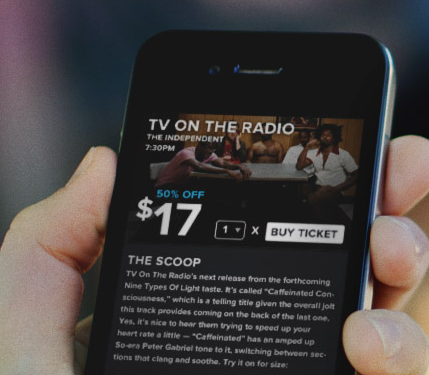 TV ON THE RADIO
THE INDEPENDENT
7:30PM
50% OFF
$17
1 X BUY TICKET
THE SCOOP
TV On The Radio's next release from the forthcoming
Nine Types Of Light taste. It's called "Caffeinated Con-
sciousness," which is a telling title given the overall jolt
this track provides coming on the back of the last one.
Yes, it's nice to hear them trying to speed up your
heart rate a little — "Caffeinated" has an amped up
So-era Peter Gabriel tone to it, switching between sec-
tions that clang and soothe. Try it on for size: